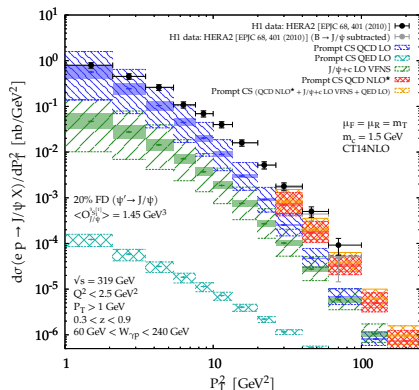 H1 data: HERA2 [EPJC 68, 401 (2010)]
H1 data: HERA2 [EPJC 68, 401 (2010)] (B → J/ψ subtracted)
Prompt CS QCD LO
Prompt CS QED LO
J/ψ+c LO VFNS
Prompt CS QCD NLO*
Prompt CS (QCD NLO* + J/ψ+c LO VFNS + QED LO)
μF = μR = mT
mc = 1.5 GeV
CT14NLO
20% FD (ψ' → J/ψ)
= 1.45 GeV³
√s = 319 GeV
Q² < 2.5 GeV²
PT > 1 GeV
0.3 < z < 0.9
60 GeV < Wγp < 240 GeV
dσ(e p → J/ψ X)/dP²T [nb/GeV²]
10²
10¹
10⁰
10⁻¹
10⁻²
10⁻³
10⁻⁴
10⁻⁵
10⁻⁶
1
10
100
P²T [GeV²]